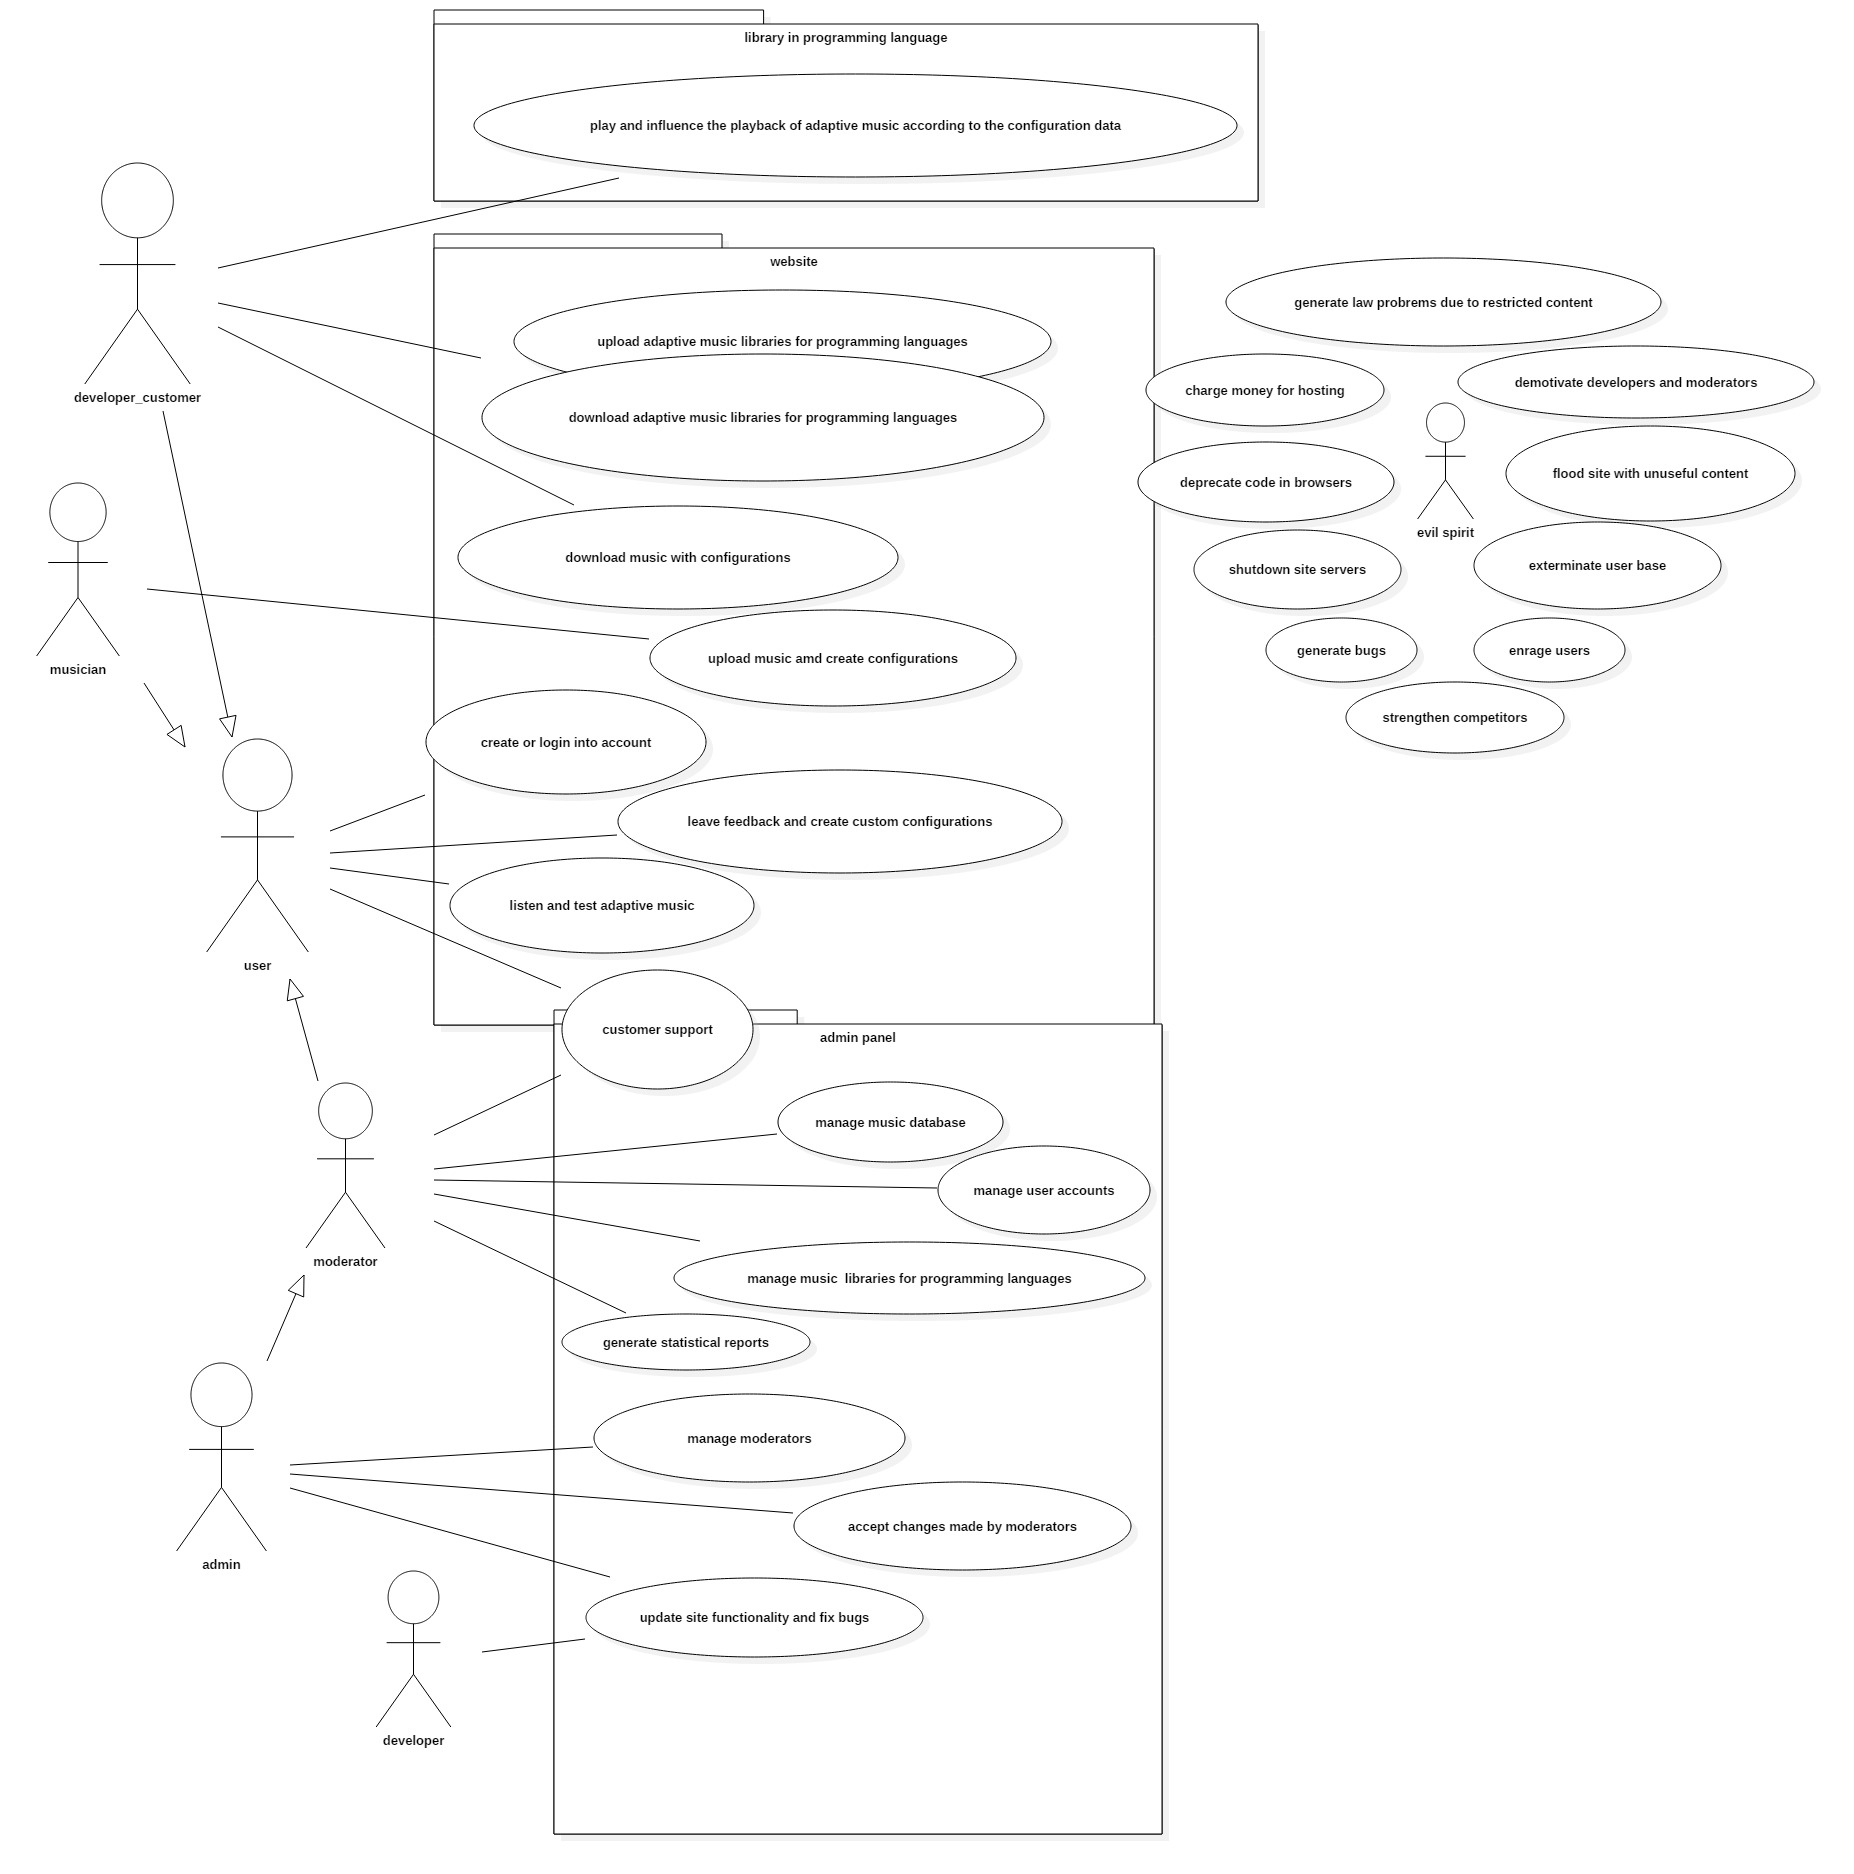 library in programming language
play and influence the playback of adaptive music according to the configuration data
developer_customer
website
upload adaptive music libraries for programming languages
download adaptive music libraries for programming languages
download music with configurations
musician
upload music amd create configurations
create or login into account
leave feedback and create custom configurations
listen and test adaptive music
user
customer support
admin panel
manage music database
manage user accounts
moderator
manage music  libraries for programming languages
generate statistical reports
manage moderators
accept changes made by moderators
admin
update site functionality and fix bugs
developer
generate law probrems due to restricted content
charge money for hosting
demotivate developers and moderators
deprecate code in browsers
flood site with unuseful content
evil spirit
shutdown site servers
exterminate user base
generate bugs
enrage users
strengthen competitors